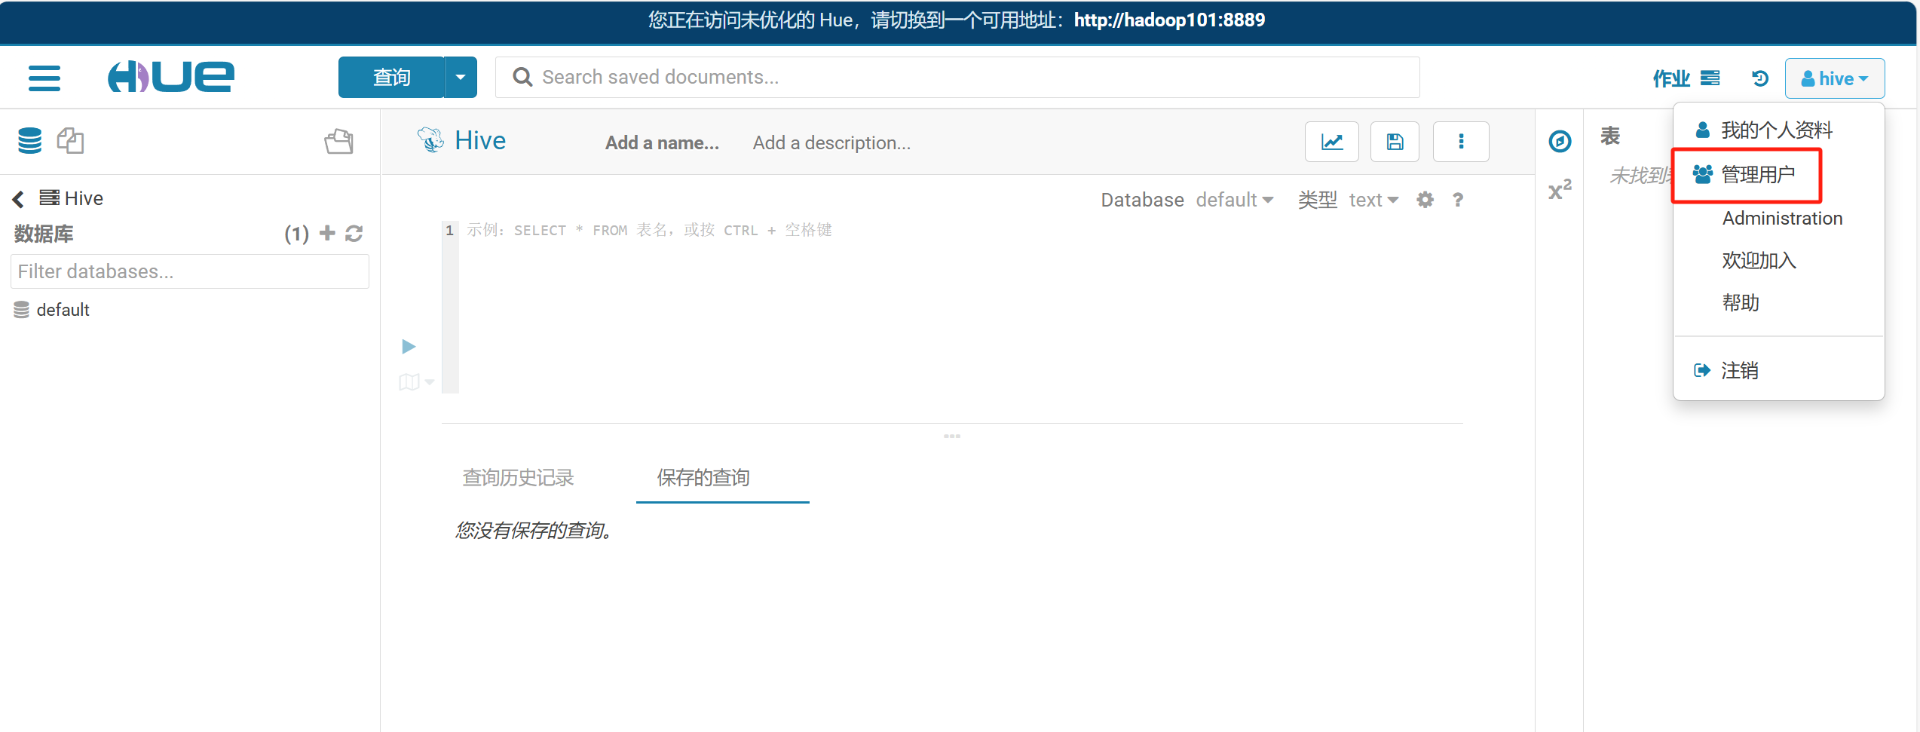 您正在访问未优化的 Hue，请切换到一个可用地址：http://hadoop101:8889
HUE
查询
Search saved documents...
作业
hive
Hive
Add a name...
Add a description...
表
我的个人资料
未找到
管理用户
Hive
Database default
类型 text
?
x²
Administration
数据库
(1)
1 示例：SELECT * FROM 表名，或按 CTRL + 空格键
Filter databases...
欢迎加入
default
帮助
注销
查询历史记录
保存的查询
您没有保存的查询。